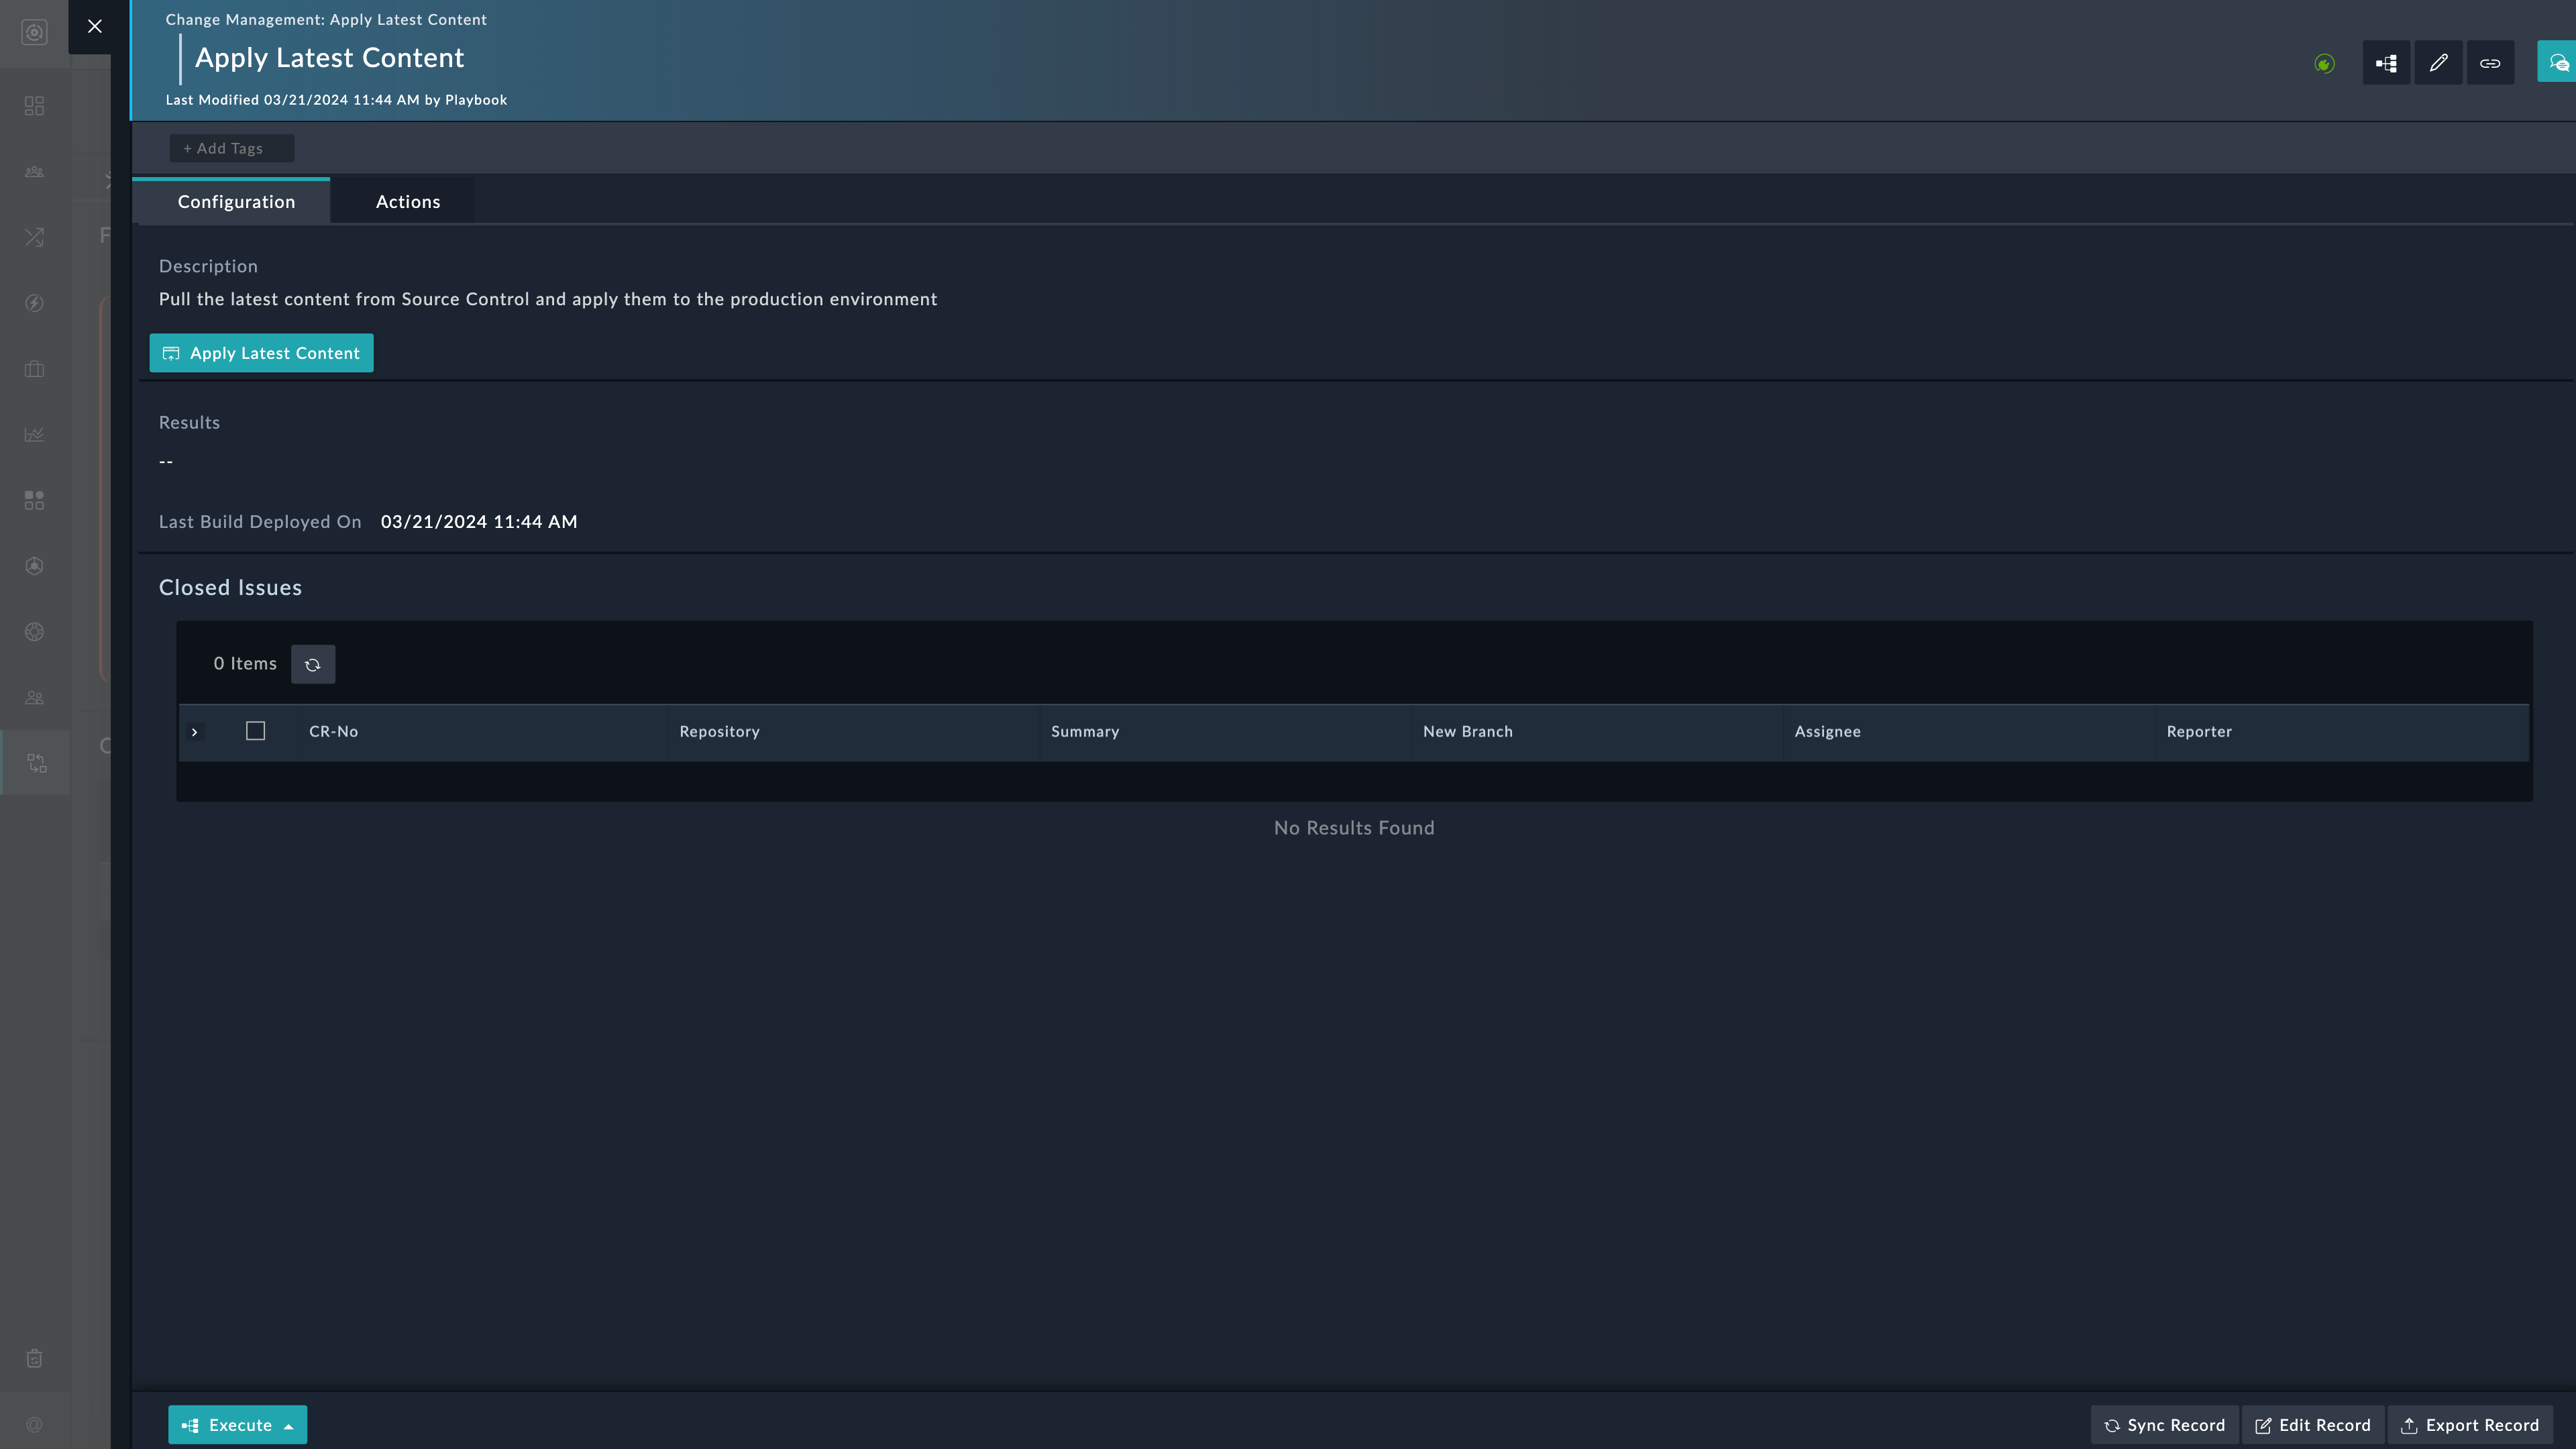 Change Management: Apply Latest Content
Apply Latest Content
Last Modified 03/21/2024 11:44 AM by Playbook
+ Add Tags
Configuration Actions
Description
Pull the latest content from Source Control and apply them to the production environment
Apply Latest Content
Results
--
Last Build Deployed On 03/21/2024 11:44 AM
Closed Issues
0 Items
CR-No Repository Summary New Branch Assignee Reporter
No Results Found
Execute Sync Record Edit Record Export Record